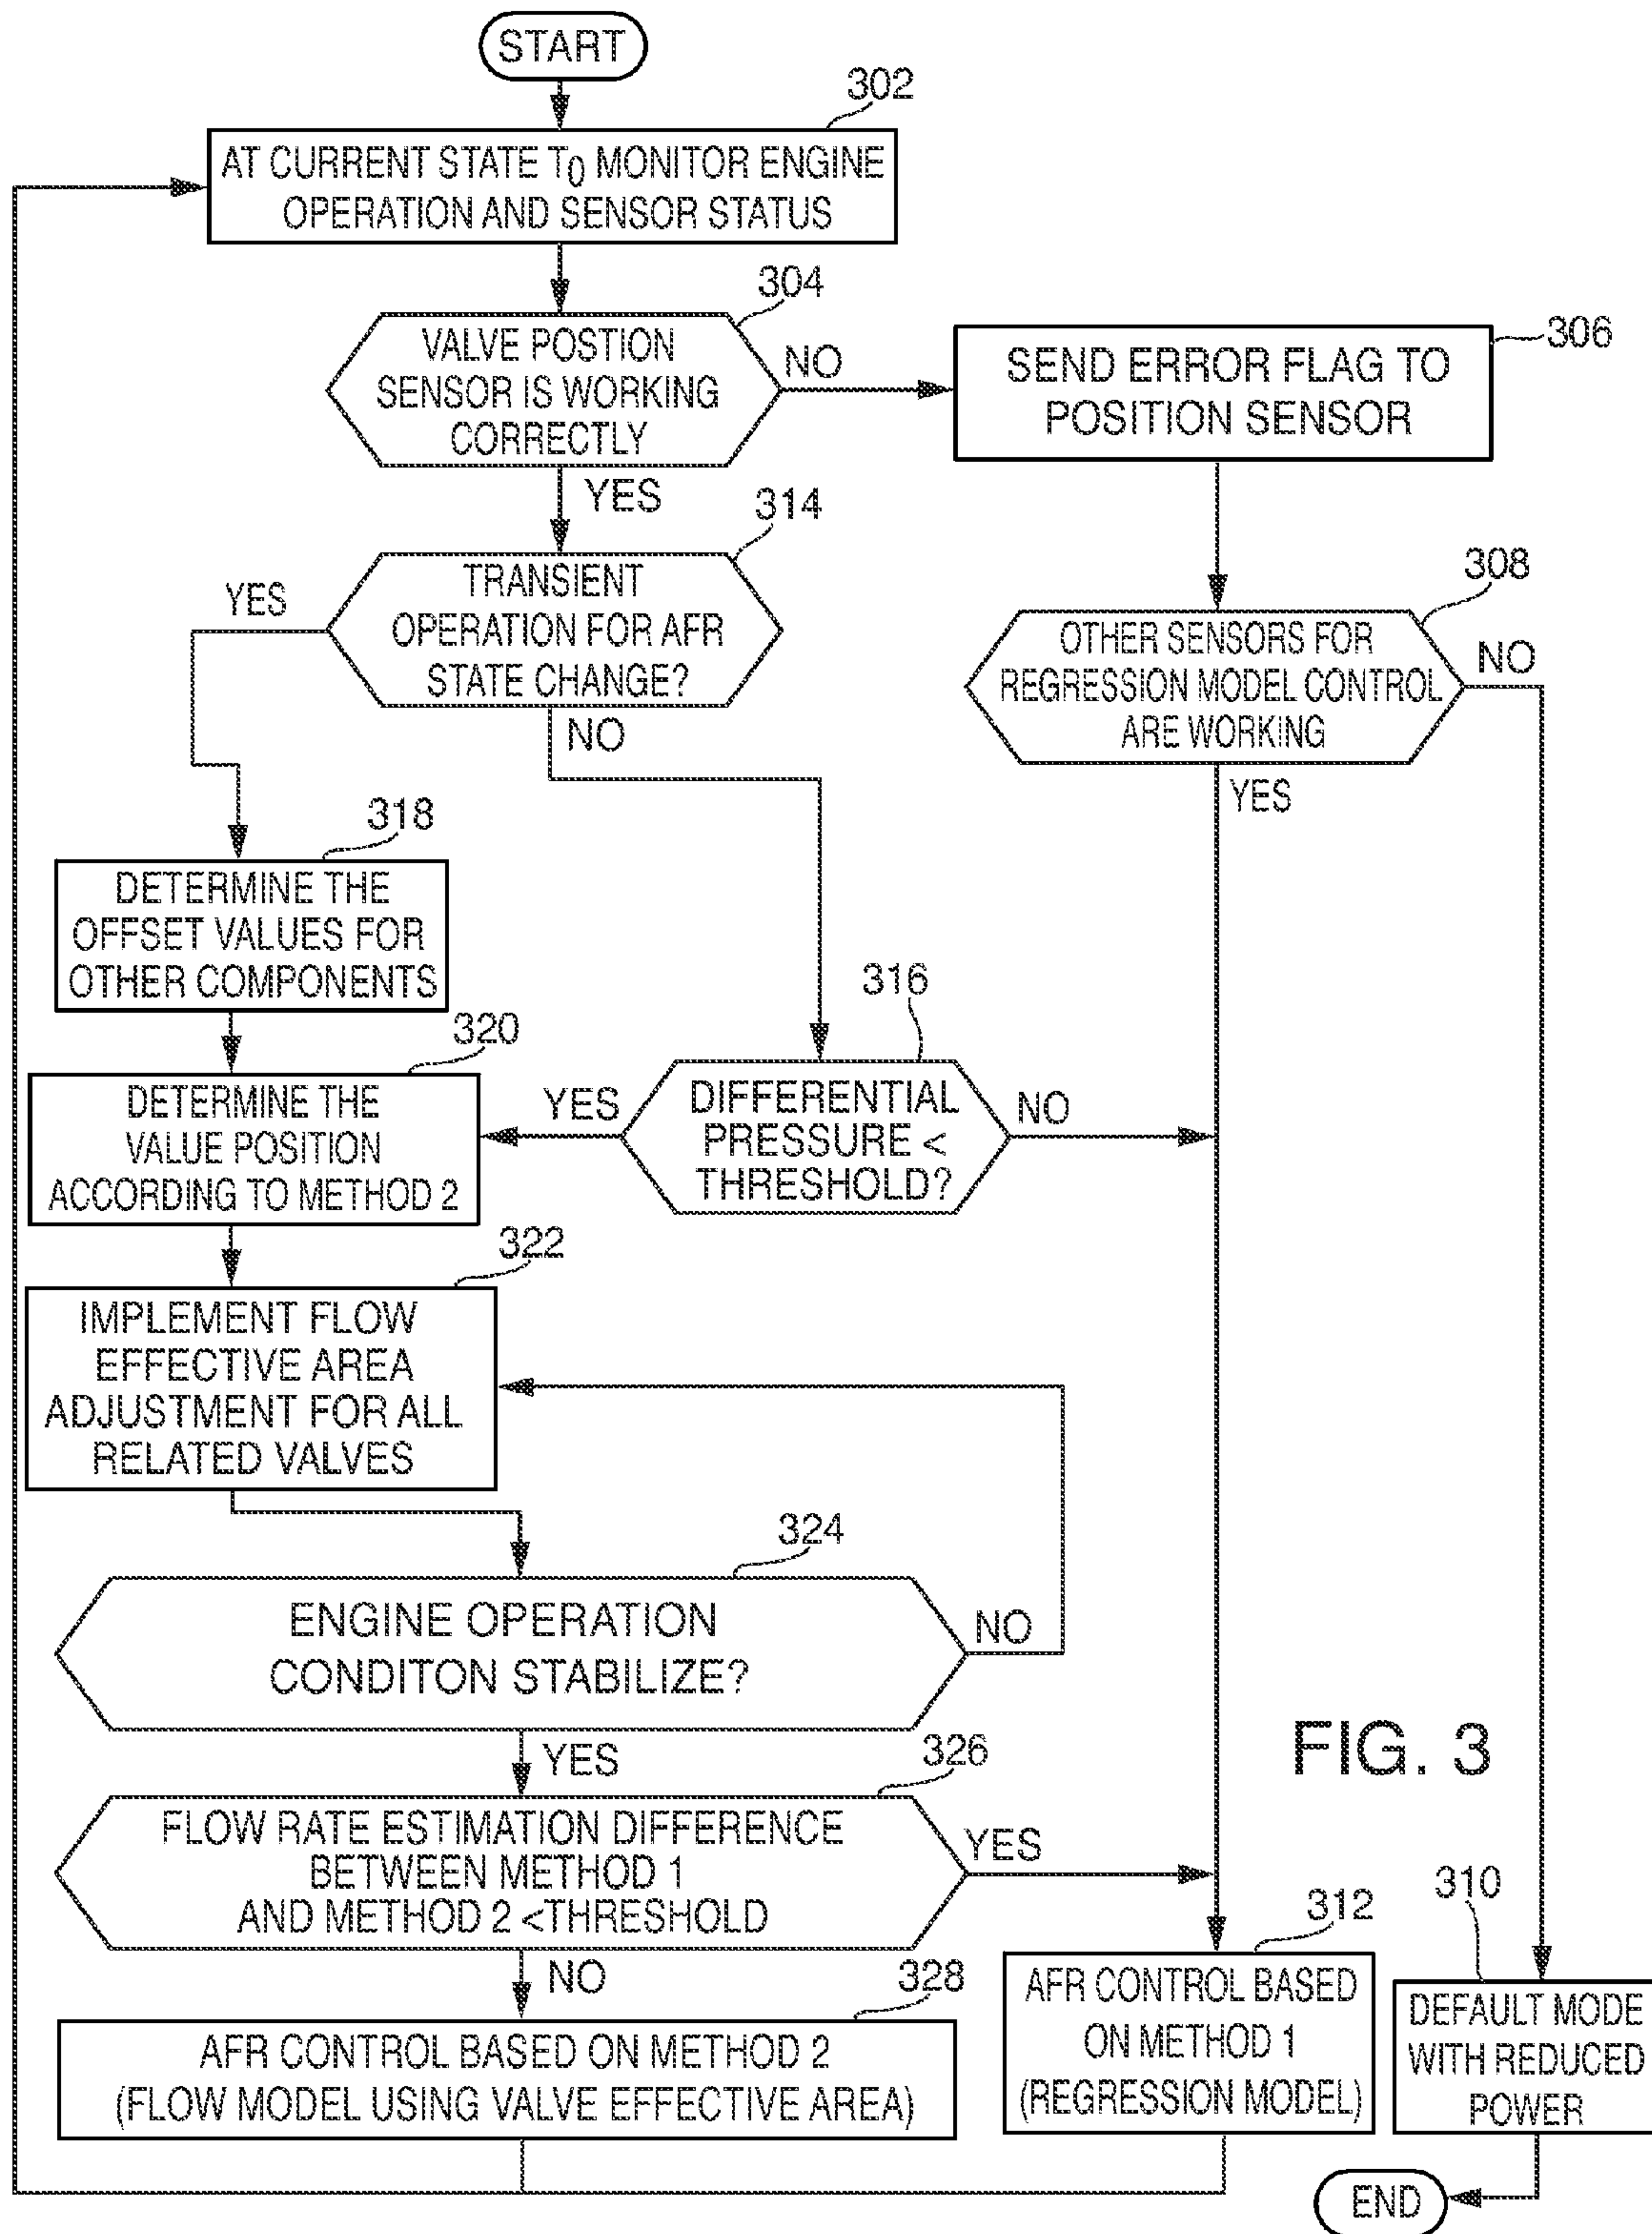 START
302
AT CURRENT STATE T0 MONITOR ENGINE
OPERATION AND SENSOR STATUS
304
VALVE POSTION
SENSOR IS WORKING
CORRECTLY
NO
306
SEND ERROR FLAG TO
POSITION SENSOR
YES
314
TRANSIENT
OPERATION FOR AFR
STATE CHANGE?
YES
NO
308
OTHER SENSORS FOR
REGRESSION MODEL CONTROL
ARE WORKING
NO
YES
318
DETERMINE THE
OFFSET VALUES FOR
OTHER COMPONENTS
316
DIFFERENTIAL
PRESSURE <
THRESHOLD?
YES
NO
320
DETERMINE THE
VALUE POSITION
ACCORDING TO METHOD 2
322
IMPLEMENT FLOW
EFFECTIVE AREA
ADJUSTMENT FOR ALL
RELATED VALVES
324
ENGINE OPERATION
CONDITON STABILIZE?
NO
YES
FIG. 3
326
FLOW RATE ESTIMATION DIFFERENCE
BETWEEN METHOD 1
AND METHOD 2 <THRESHOLD
YES
NO
328
AFR CONTROL BASED ON METHOD 2
(FLOW MODEL USING VALVE EFFECTIVE AREA)
312
AFR CONTROL BASED
ON METHOD 1
(REGRESSION MODEL)
310
DEFAULT MODE
WITH REDUCED
POWER
END